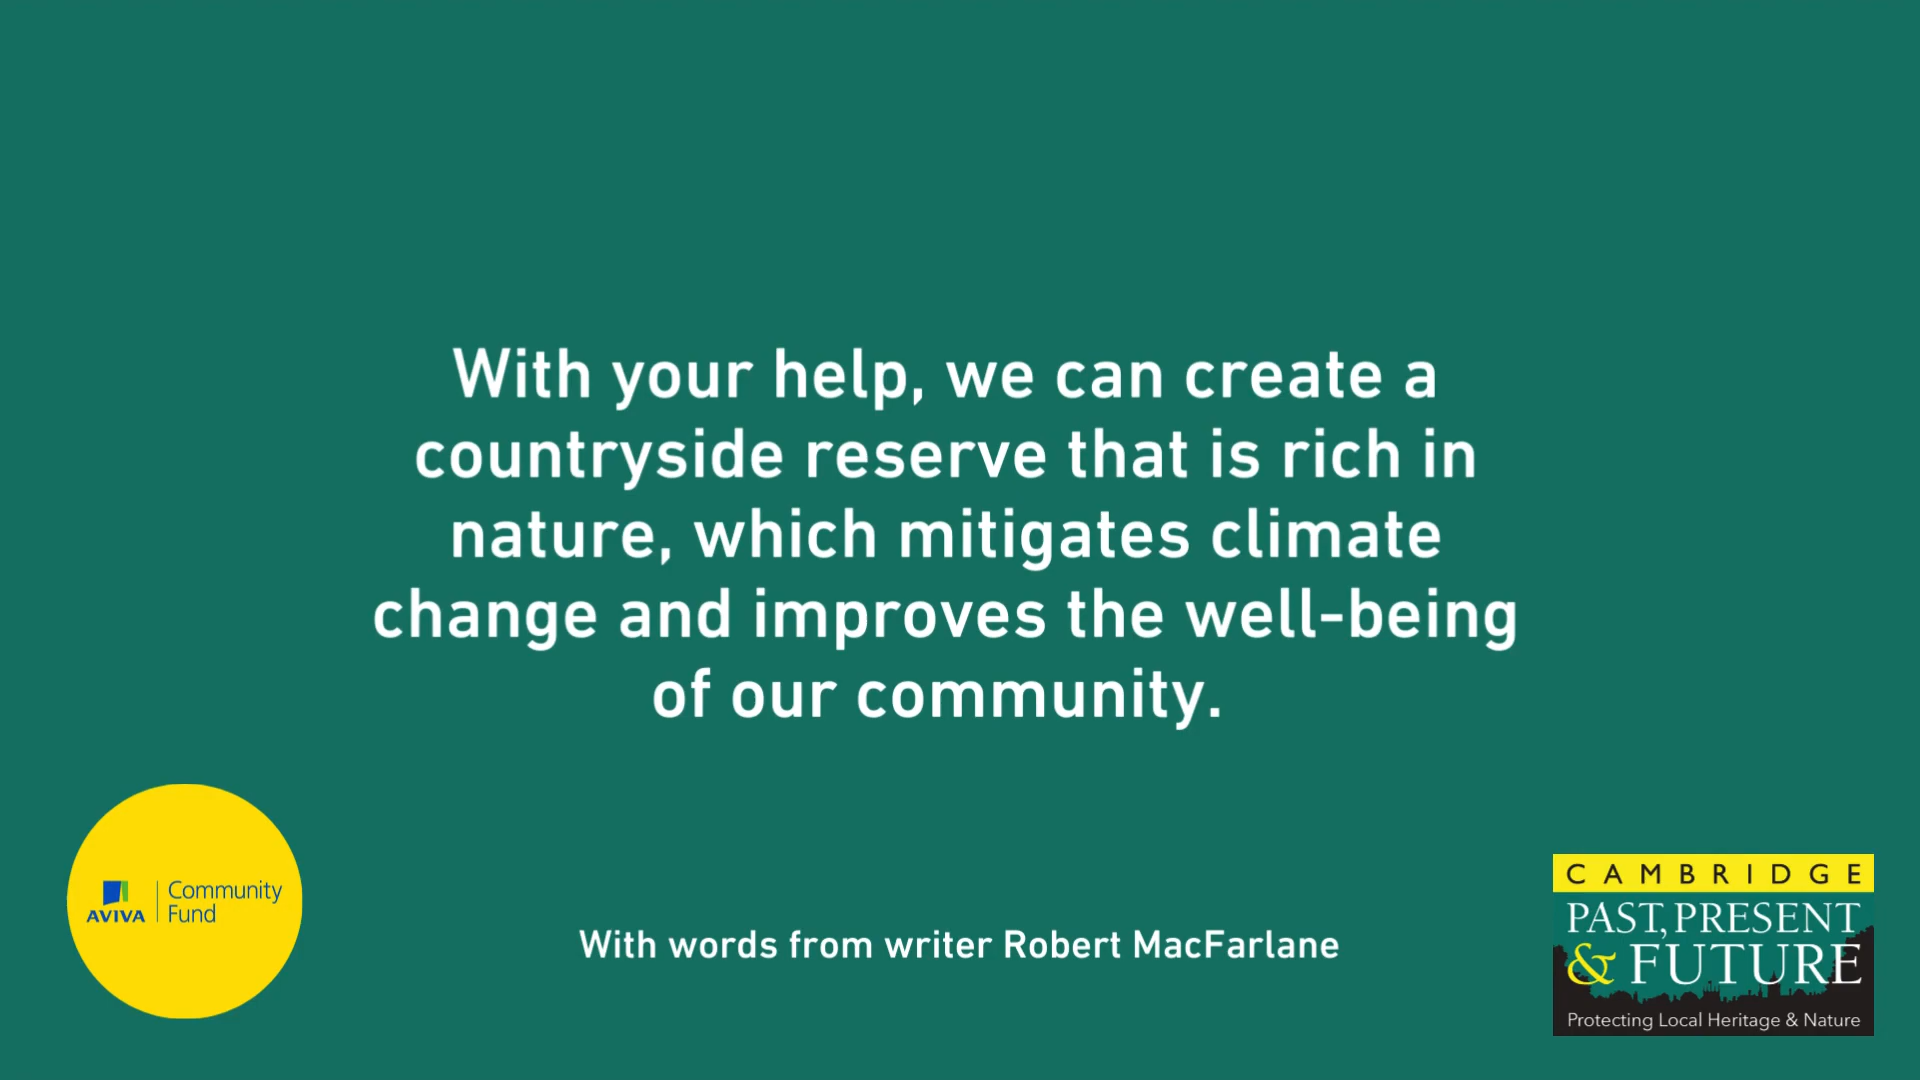 With your help, we can create a
countryside reserve that is rich in
nature, which mitigates climate
change and improves the well-being
of our community.
AVIVA
Community
Fund
With words from writer Robert MacFarlane
CAMBRIDGE
PAST, PRESENT
& FUTURE
Protecting Local Heritage & Nature